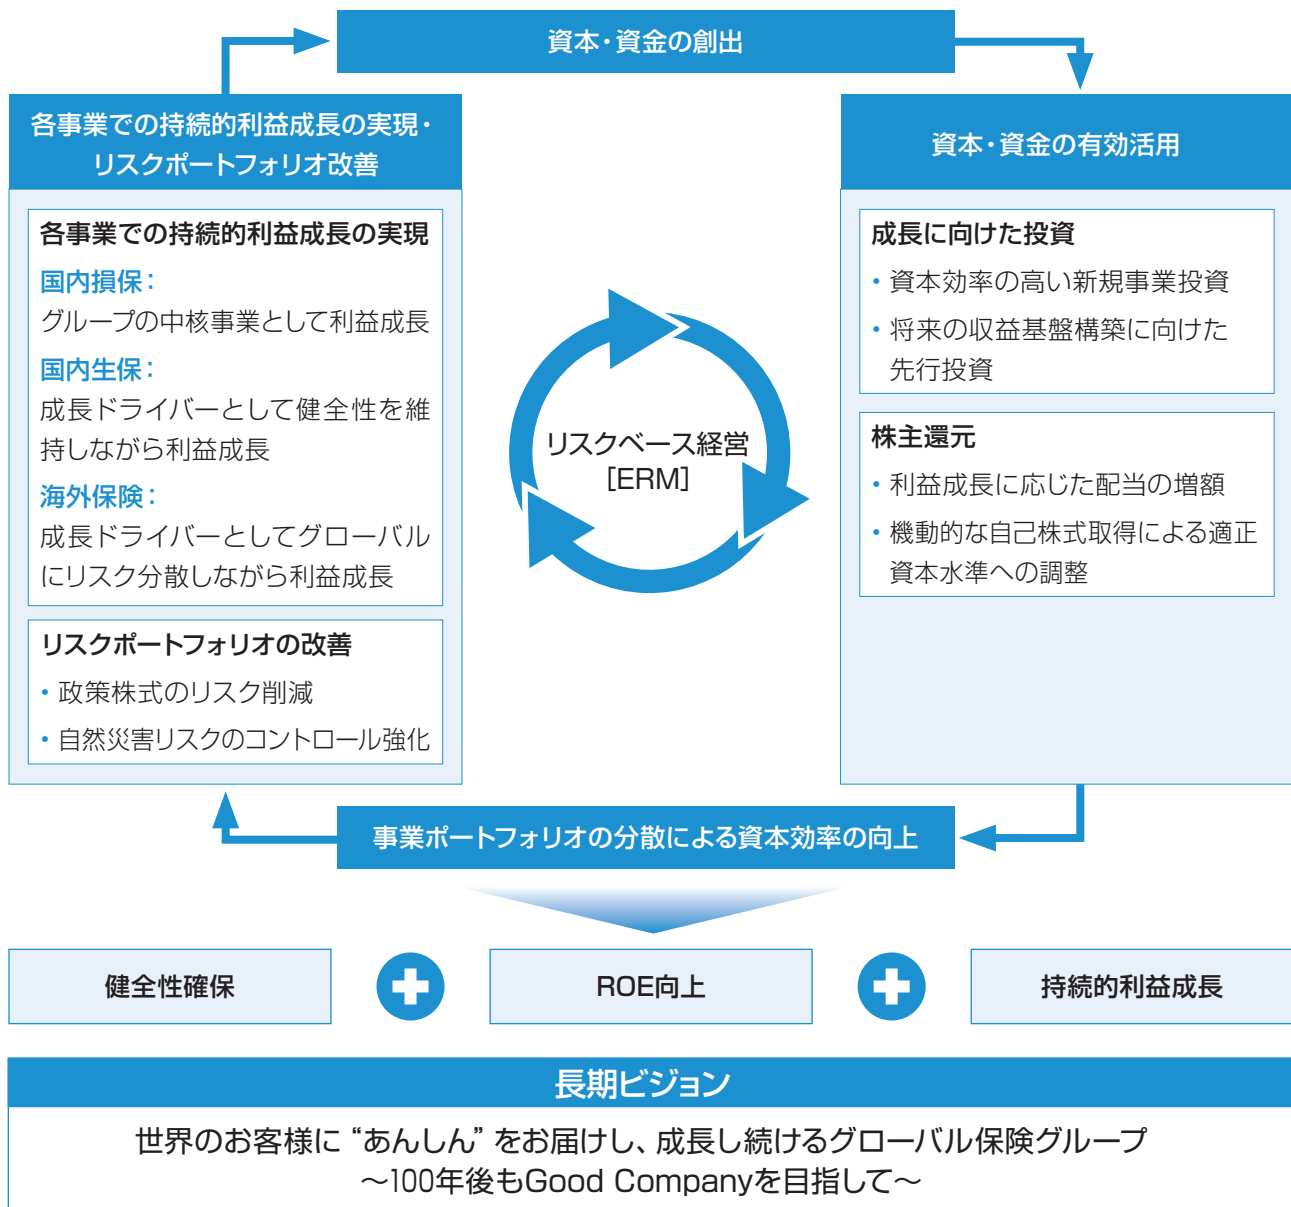 資本・資金の創出
各事業での持続的利益成長の実現・
リスクポートフォリオ改善
各事業での持続的利益成長の実現
国内損保：
グループの中核事業として利益成長
国内生保：
成長ドライバーとして健全性を維
持しながら利益成長
海外保険：
成長ドライバーとしてグローバル
にリスク分散しながら利益成長
リスクポートフォリオの改善
・政策株式のリスク削減
・自然災害リスクのコントロール強化
リスクベース経営
［ERM］
資本・資金の有効活用
成長に向けた投資
・資本効率の高い新規事業投資
・将来の収益基盤構築に向けた
先行投資
株主還元
・利益成長に応じた配当の増額
・機動的な自己株式取得による適正
資本水準への調整
事業ポートフォリオの分散による資本効率の向上
健全性確保
ROE向上
持続的利益成長
長期ビジョン
世界のお客様に “あんしん” をお届けし、成長し続けるグローバル保険グループ
〜100年後もGood Companyを目指して〜